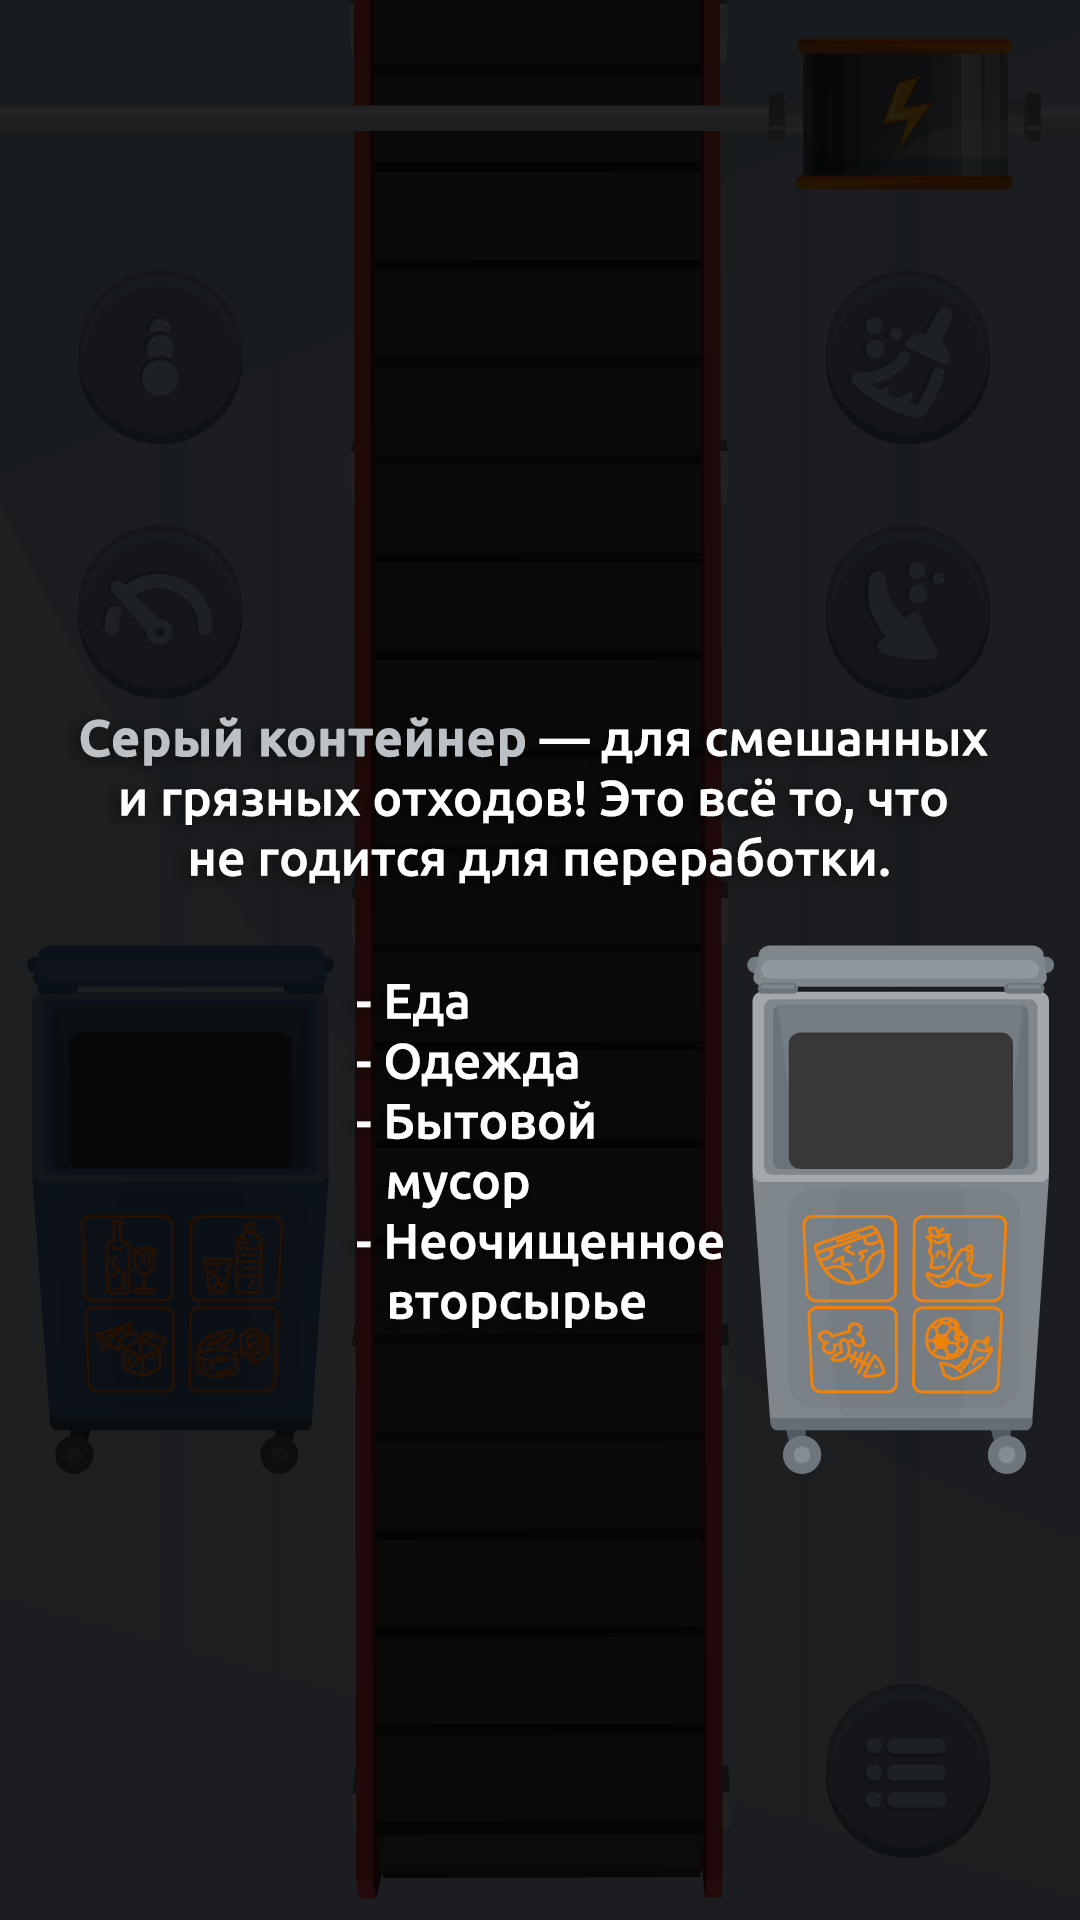 Серый контейнер — для смешанных
и грязных отходов! Это всё то, что
не годится для переработки.
- Еда
- Одежда
- Бытовой
мусор
- Неочищенное
вторсырье